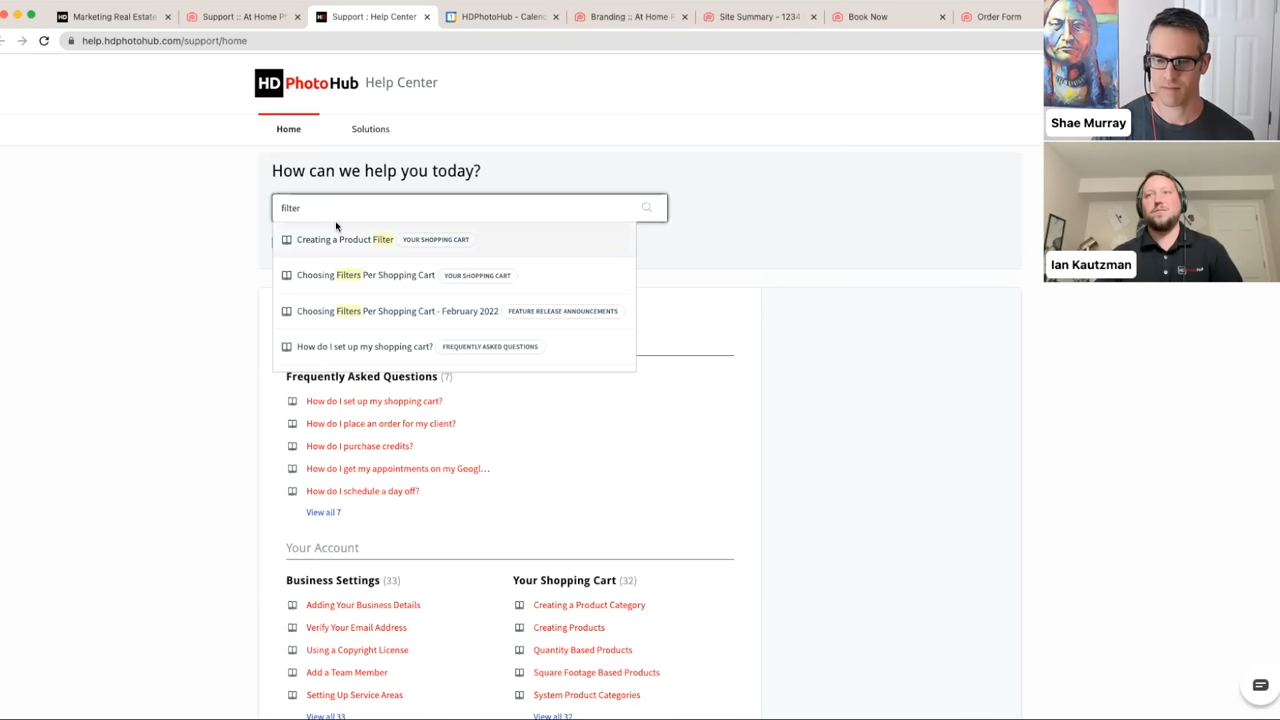 Marketing Real Estate
Support :: At Home P
Support : Help Center
HDPhotoHub - Calen
Branding :: At Home F
Site Summary - 1234
Book Now
Order Form
help.hdphotohub.com/support/home
HD PhotoHub Help Center
Home
Solutions
How can we help you today?
filter
Creating a Product Filter YOUR SHOPPING CART
Choosing Filters Per Shopping Cart YOUR SHOPPING CART
Choosing Filters Per Shopping Cart - February 2022 FEATURE RELEASE ANNOUNCEMENTS
How do I set up my shopping cart? FREQUENTLY ASKED QUESTIONS
Frequently Asked Questions (7)
How do I set up my shopping cart?
How do I place an order for my client?
How do I purchase credits?
How do I get my appointments on my Googl...
How do I schedule a day off?
View all 7
Your Account
Business Settings (33)
Adding Your Business Details
Verify Your Email Address
Using a Copyright License
Add a Team Member
Setting Up Service Areas
View all 33
Your Shopping Cart (32)
Creating a Product Category
Creating Products
Quantity Based Products
Square Footage Based Products
System Product Categories
View all 32
Shae Murray
Ian Kautzman